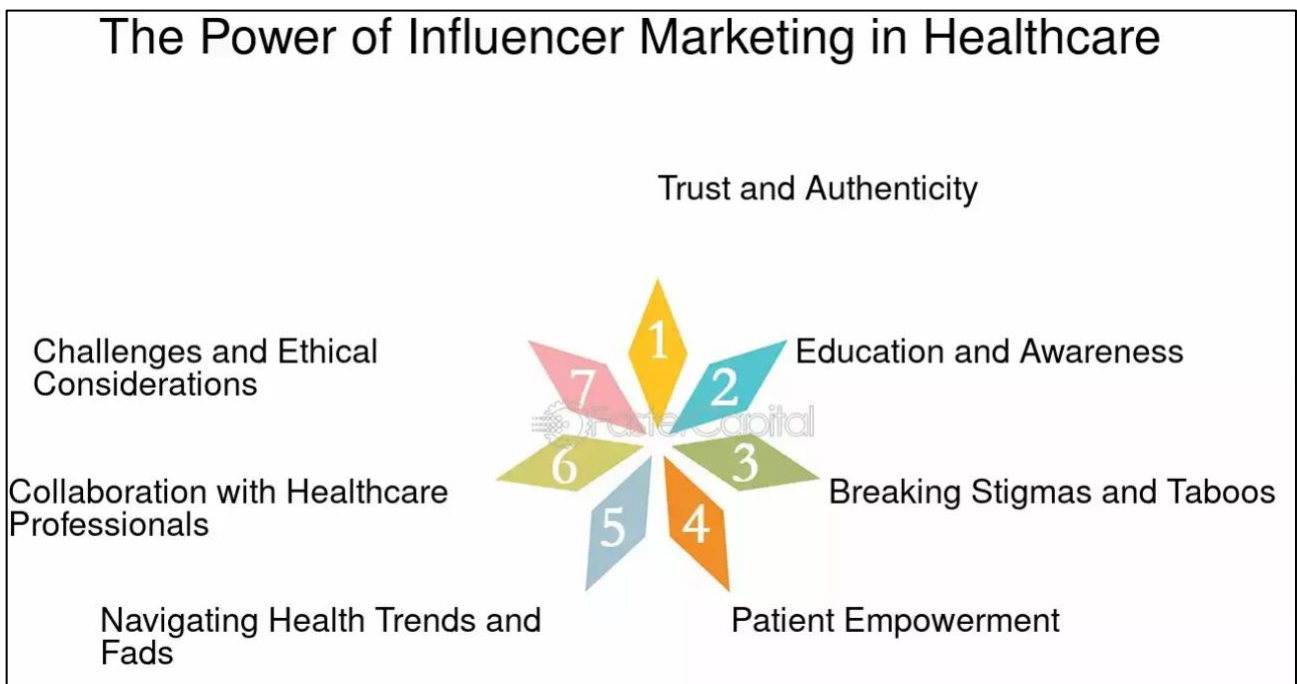 The Power of Influencer Marketing in Healthcare
Trust and Authenticity
1
Education and Awareness
2
Breaking Stigmas and Taboos
3
Patient Empowerment
4
Navigating Health Trends and
Fads
5
Collaboration with Healthcare
Professionals
6
Challenges and Ethical
Considerations
7
FasterCapital